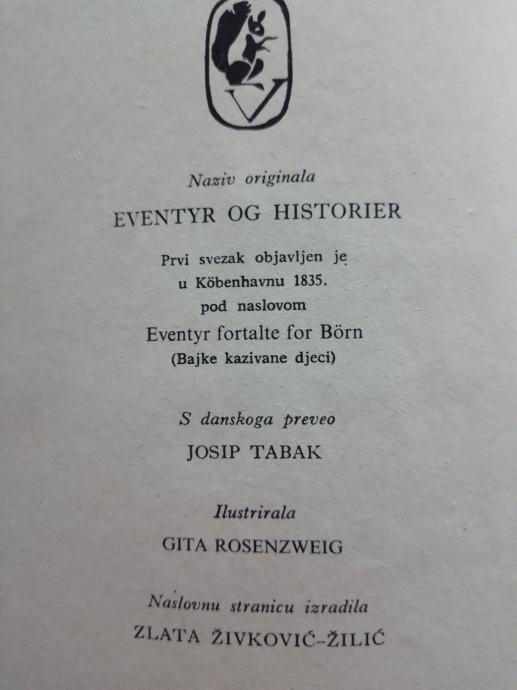 V
Naziv originala
EVENTYR OG HISTORIER
Prvi svezak objavljen je
u Köbenhavnu 1835.
pod naslovom
Eventyr fortalte for Börn
(Bajke kazivane djeci)
S danskoga preveo
JOSIP TABAK
Ilustrirala
GITA ROSENZWEIG
Naslovnu stranicu izradila
ZLATA ŽIVKOVIĆ-ŽILIĆ